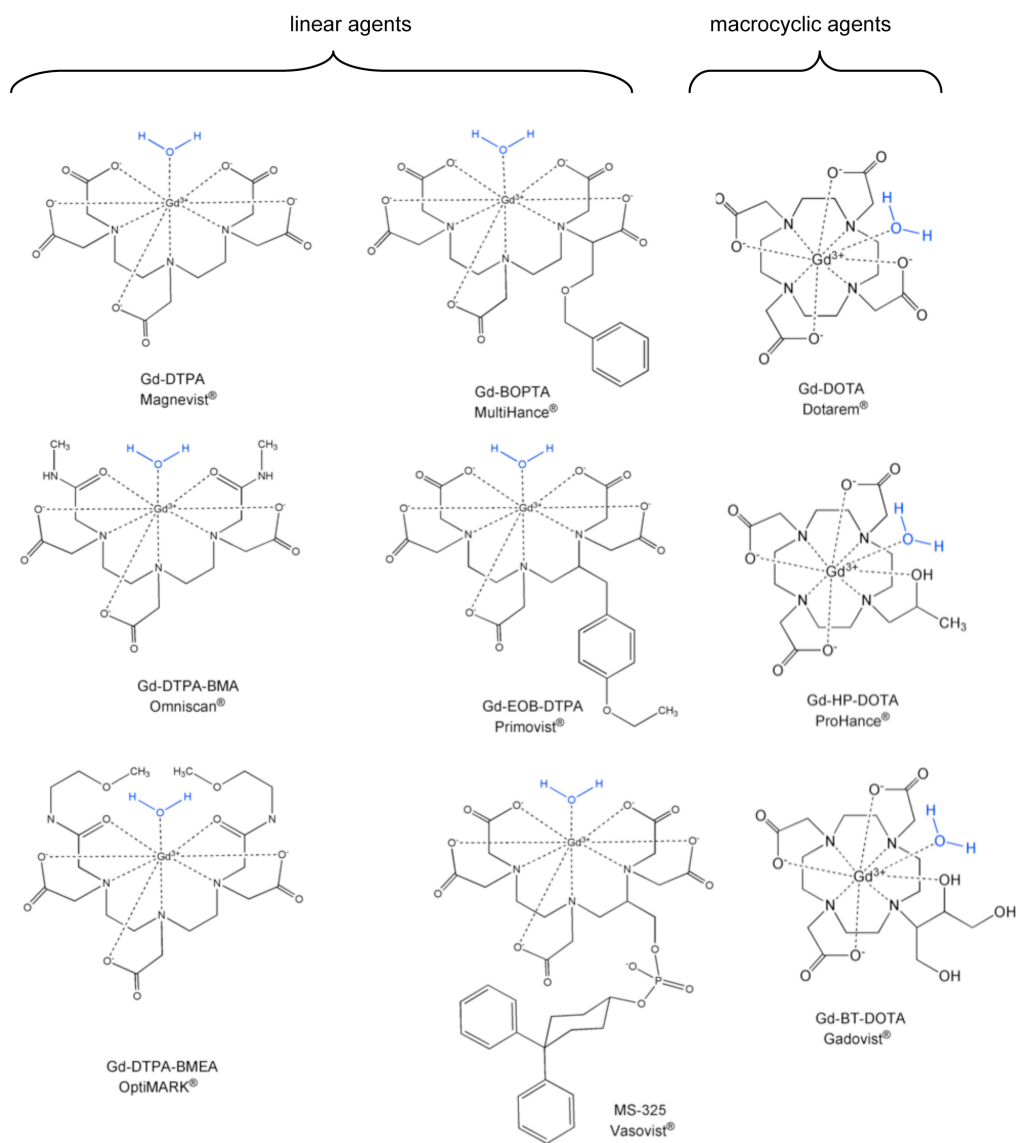 linear agents
macrocyclic agents
Gd-DTPA
Magnevist®
Gd-BOPTA
MultiHance®
Gd-DOTA
Dotarem®
Gd-DTPA-BMA
Omniscan®
Gd-EOB-DTPA
Primovist®
Gd-HP-DOTA
ProHance®
Gd-DTPA-BMEA
OptiMARK®
MS-325
Vasovist®
Gd-BT-DOTA
Gadovist®